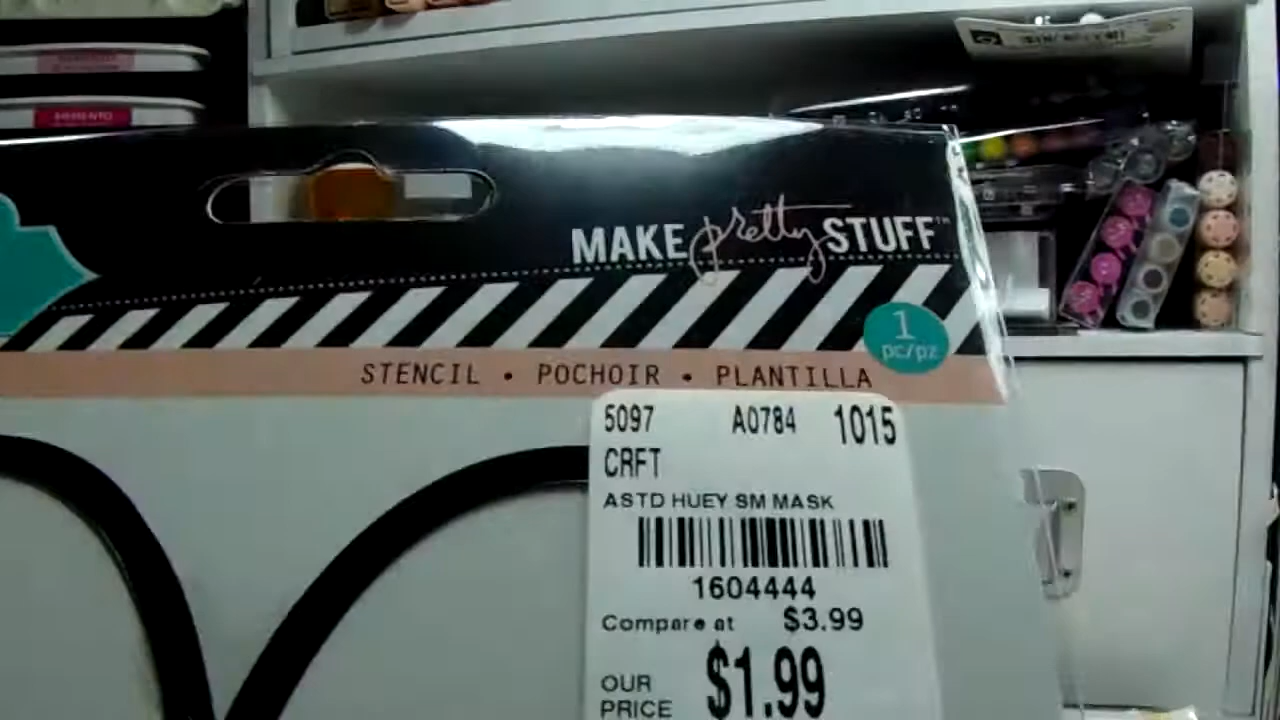 MEMENTO
MAKE pretty STUFF™
1
pc/pz
STENCIL • POCHOIR • PLANTILLA
5097 A0784 1015
CRFT
ASTD HUEY SM MASK
1604444
Compare at $3.99
OUR PRICE $1.99